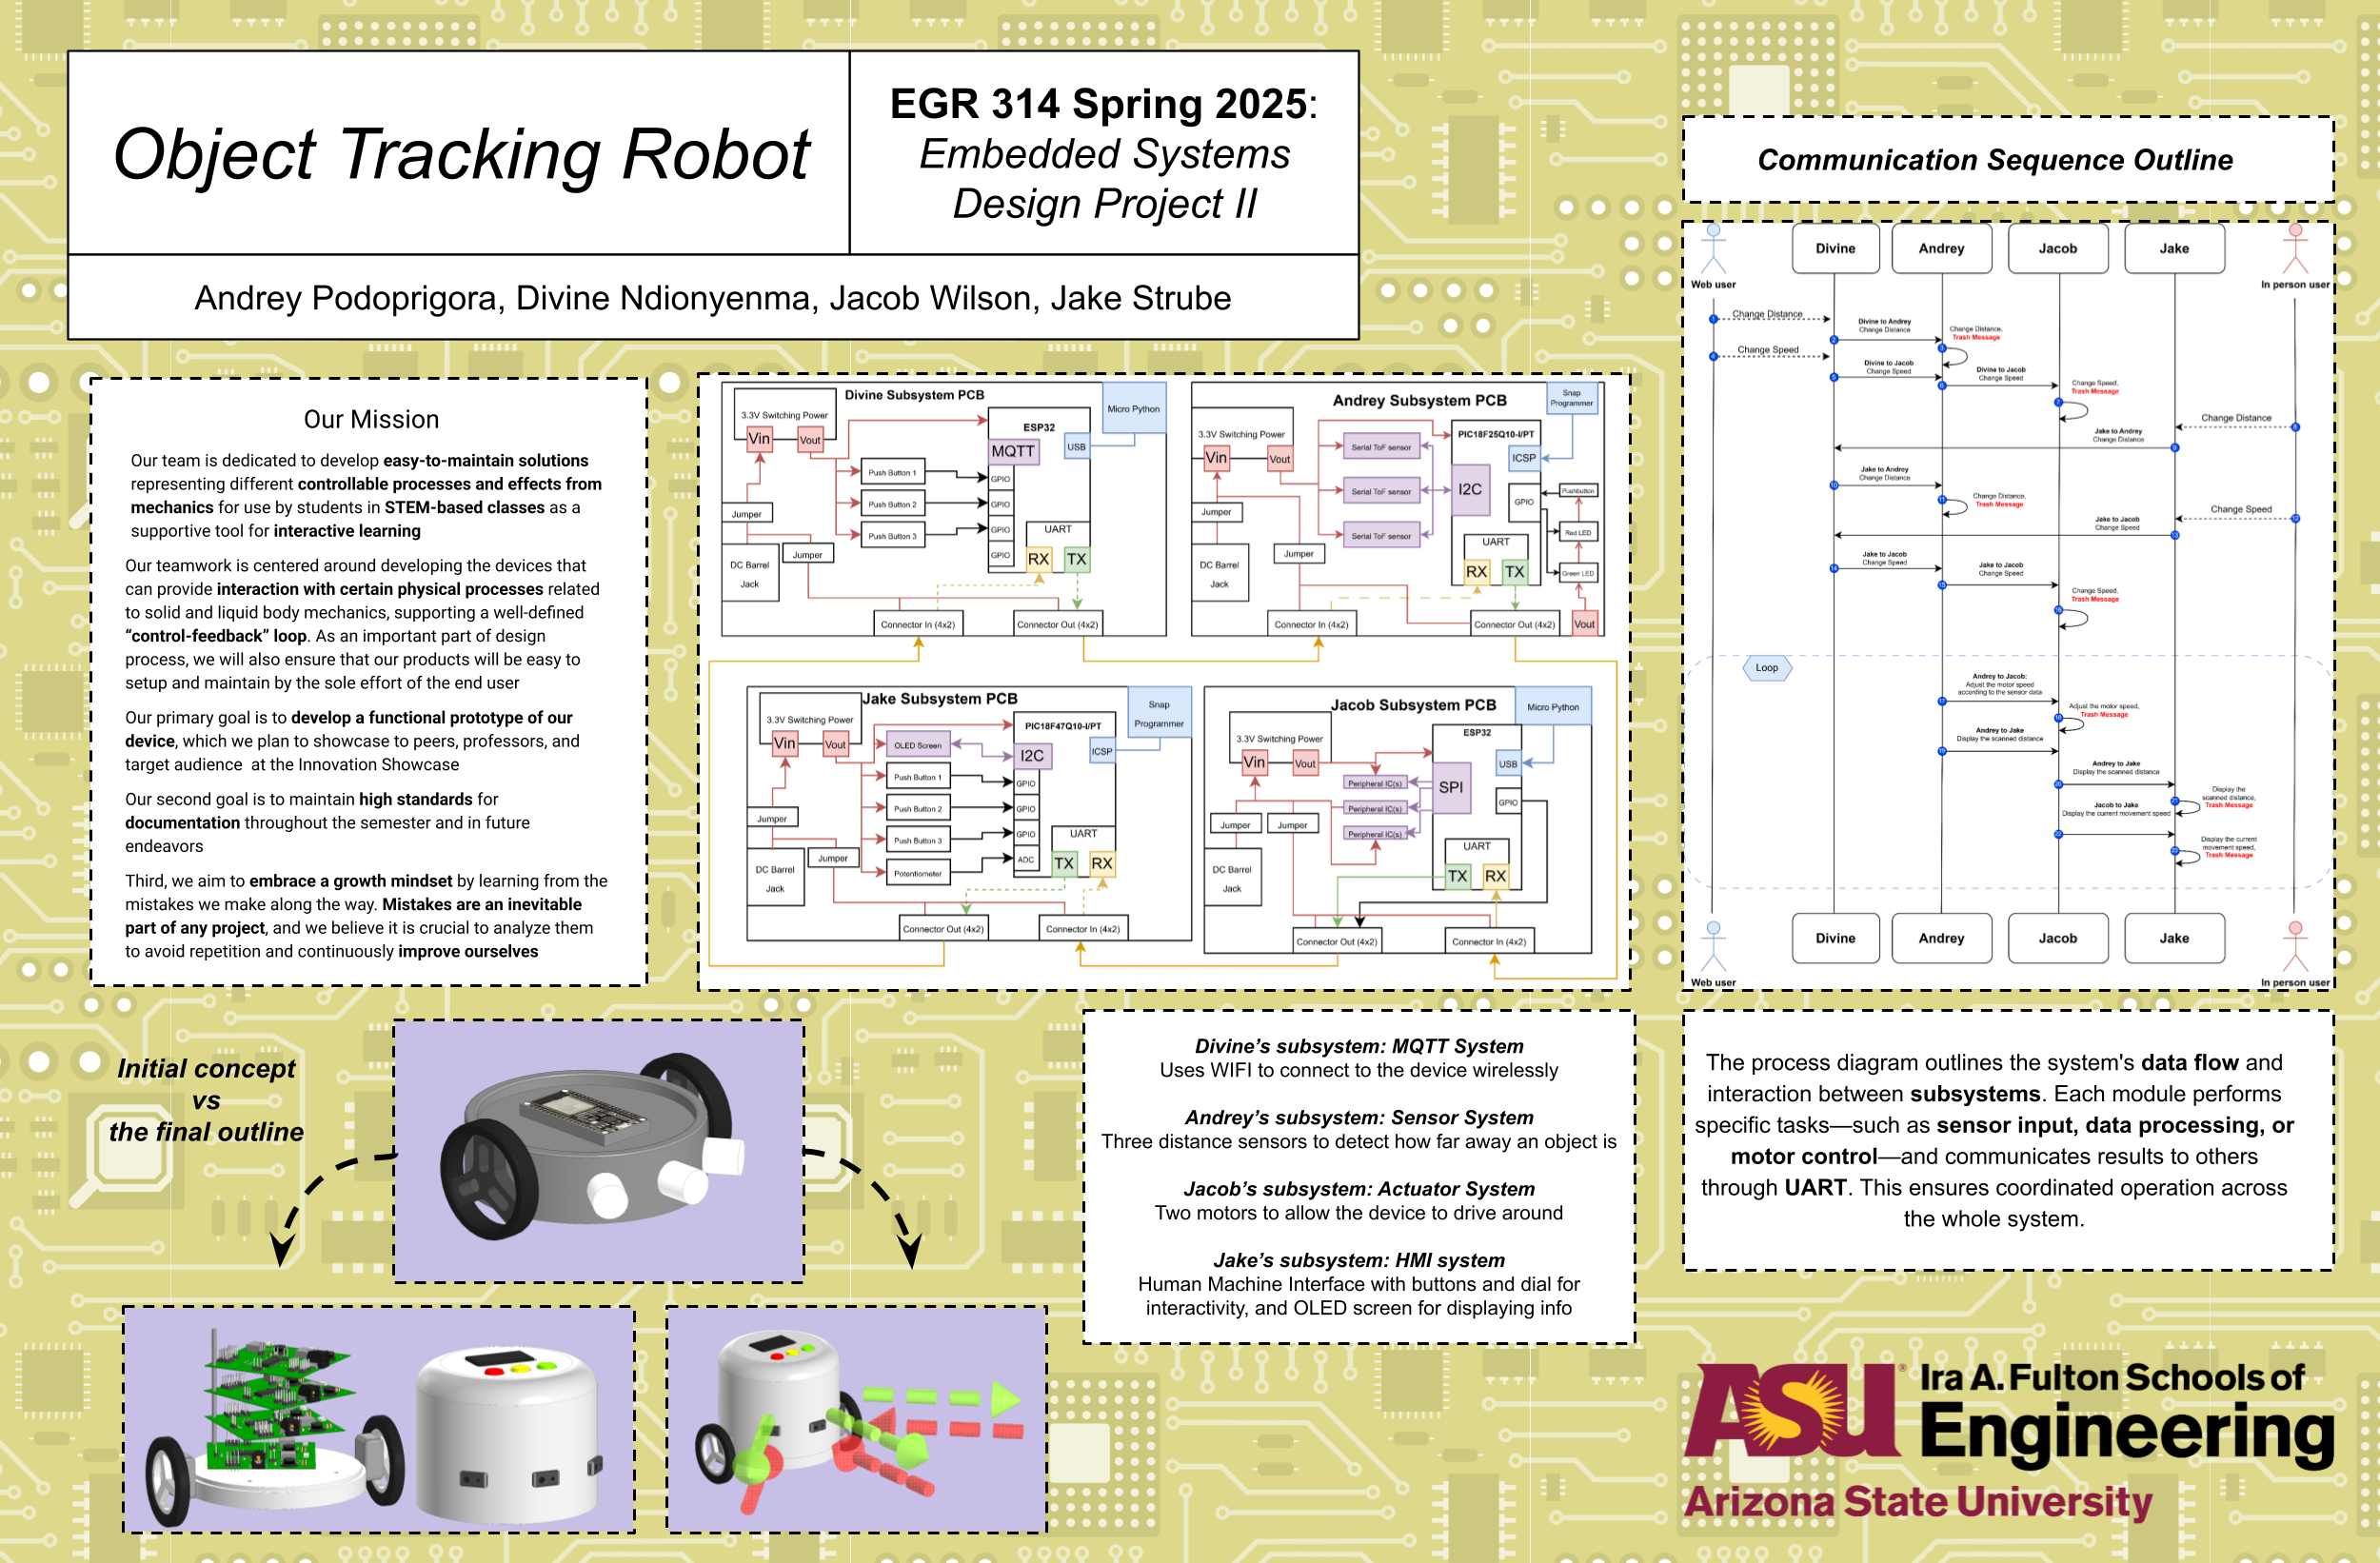 Object Tracking Robot
EGR 314 Spring 2025:
Embedded Systems
Design Project II
Andrey Podoprigora, Divine Ndionyenma, Jacob Wilson, Jake Strube
Our Mission
Our team is dedicated to develop easy-to-maintain solutions
representing different controllable processes and effects from
mechanics for use by students in STEM-based classes as a
supportive tool for interactive learning
Our teamwork is centered around developing the devices that
can provide interaction with certain physical processes related
to solid and liquid body mechanics, supporting a well-defined
“control-feedback” loop. As an important part of design
process, we will also ensure that our products will be easy to
setup and maintain by the sole effort of the end user
Our primary goal is to develop a functional prototype of our
device, which we plan to showcase to peers, professors, and
target audience at the Innovation Showcase
Our second goal is to maintain high standards for
documentation throughout the semester and in future
endeavors
Third, we aim to embrace a growth mindset by learning from the
mistakes we make along the way. Mistakes are an inevitable
part of any project, and we believe it is crucial to analyze them
to avoid repetition and continuously improve ourselves
Divine Subsystem PCB
3.3V Switching Power
Vin
Vout
Micro Python
ESP32
MQTT
USB
Push Button 1
Push Button 2
Push Button 3
GPIO
GPIO
GPIO
GPIO
Jumper
Jumper
UART
RX
TX
DC Barrel
Jack
Connector In (4x2)
Connector Out (4x2)
Andrey Subsystem PCB
Snap
Programmer
3.3V Switching Power
Vin
Vout
PIC18F25Q10-I/PT
Serial ToF sensor
Serial ToF sensor
Serial ToF sensor
I2C
ICSP
GPIO
Pushbutton
Red LED
Green LED
Jumper
Jumper
UART
RX
TX
DC Barrel
Jack
Connector In (4x2)
Connector Out (4x2)
Vout
Jake Subsystem PCB
Snap
Programmer
3.3V Switching Power
Vin
Vout
PIC18F47Q10-I/PT
OLED Screen
I2C
ICSP
Push Button 1
Push Button 2
Push Button 3
Potentiometer
GPIO
GPIO
GPIO
ADC
Jumper
Jumper
UART
TX
RX
DC Barrel
Jack
Connector Out (4x2)
Connector In (4x2)
Jacob Subsystem PCB
Micro Python
3.3V Switching Power
Vin
Vout
ESP32
USB
Peripheral IC(s)
Peripheral IC(s)
Peripheral IC(s)
SPI
GPIO
Jumper
Jumper
UART
TX
RX
DC Barrel
Jack
Connector Out (4x2)
Connector In (4x2)
Communication Sequence Outline
Web user
Divine
Andrey
Jacob
Jake
In person user
Change Distance
Divine to Andrey
Change Distance
Change Distance,
Trash Message
Change Speed
Divine to Jacob
Change Speed
Divine to Jacob
Change Speed
Change Speed,
Trash Message
Change Distance
Jake to Andrey
Change Distance
Jake to Andrey
Change Distance
Change Distance,
Trash Message
Change Speed
Jake to Jacob
Change Speed
Jake to Jacob
Change Speed
Jake to Jacob
Change Speed
Change Speed,
Trash Message
Loop
Andrey to Jacob:
Adjust the motor speed
according to the sensor data
Adjust the motor speed,
Trash Message
Andrey to Jake
Display the scanned distance
Andrey to Jake
Display the scanned distance
Display the
scanned distance,
Trash Message
Jacob to Jake
Display the current movement speed
Display the current
movement speed,
Trash Message
Web user
Divine
Andrey
Jacob
Jake
In person user
Initial concept
vs
the final outline
Divine’s subsystem: MQTT System
Uses WIFI to connect to the device wirelessly
Andrey’s subsystem: Sensor System
Three distance sensors to detect how far away an object is
Jacob’s subsystem: Actuator System
Two motors to allow the device to drive around
Jake’s subsystem: HMI system
Human Machine Interface with buttons and dial for
interactivity, and OLED screen for displaying info
The process diagram outlines the system's data flow and
interaction between subsystems. Each module performs
specific tasks—such as sensor input, data processing, or
motor control—and communicates results to others
through UART. This ensures coordinated operation across
the whole system.
ASU® Ira A. Fulton Schools of
Engineering
Arizona State University